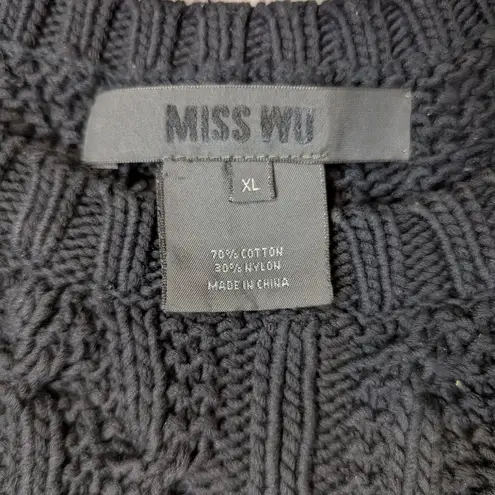 MISS WU
XL
70% COTTON
30% NYLON
MADE IN CHINA